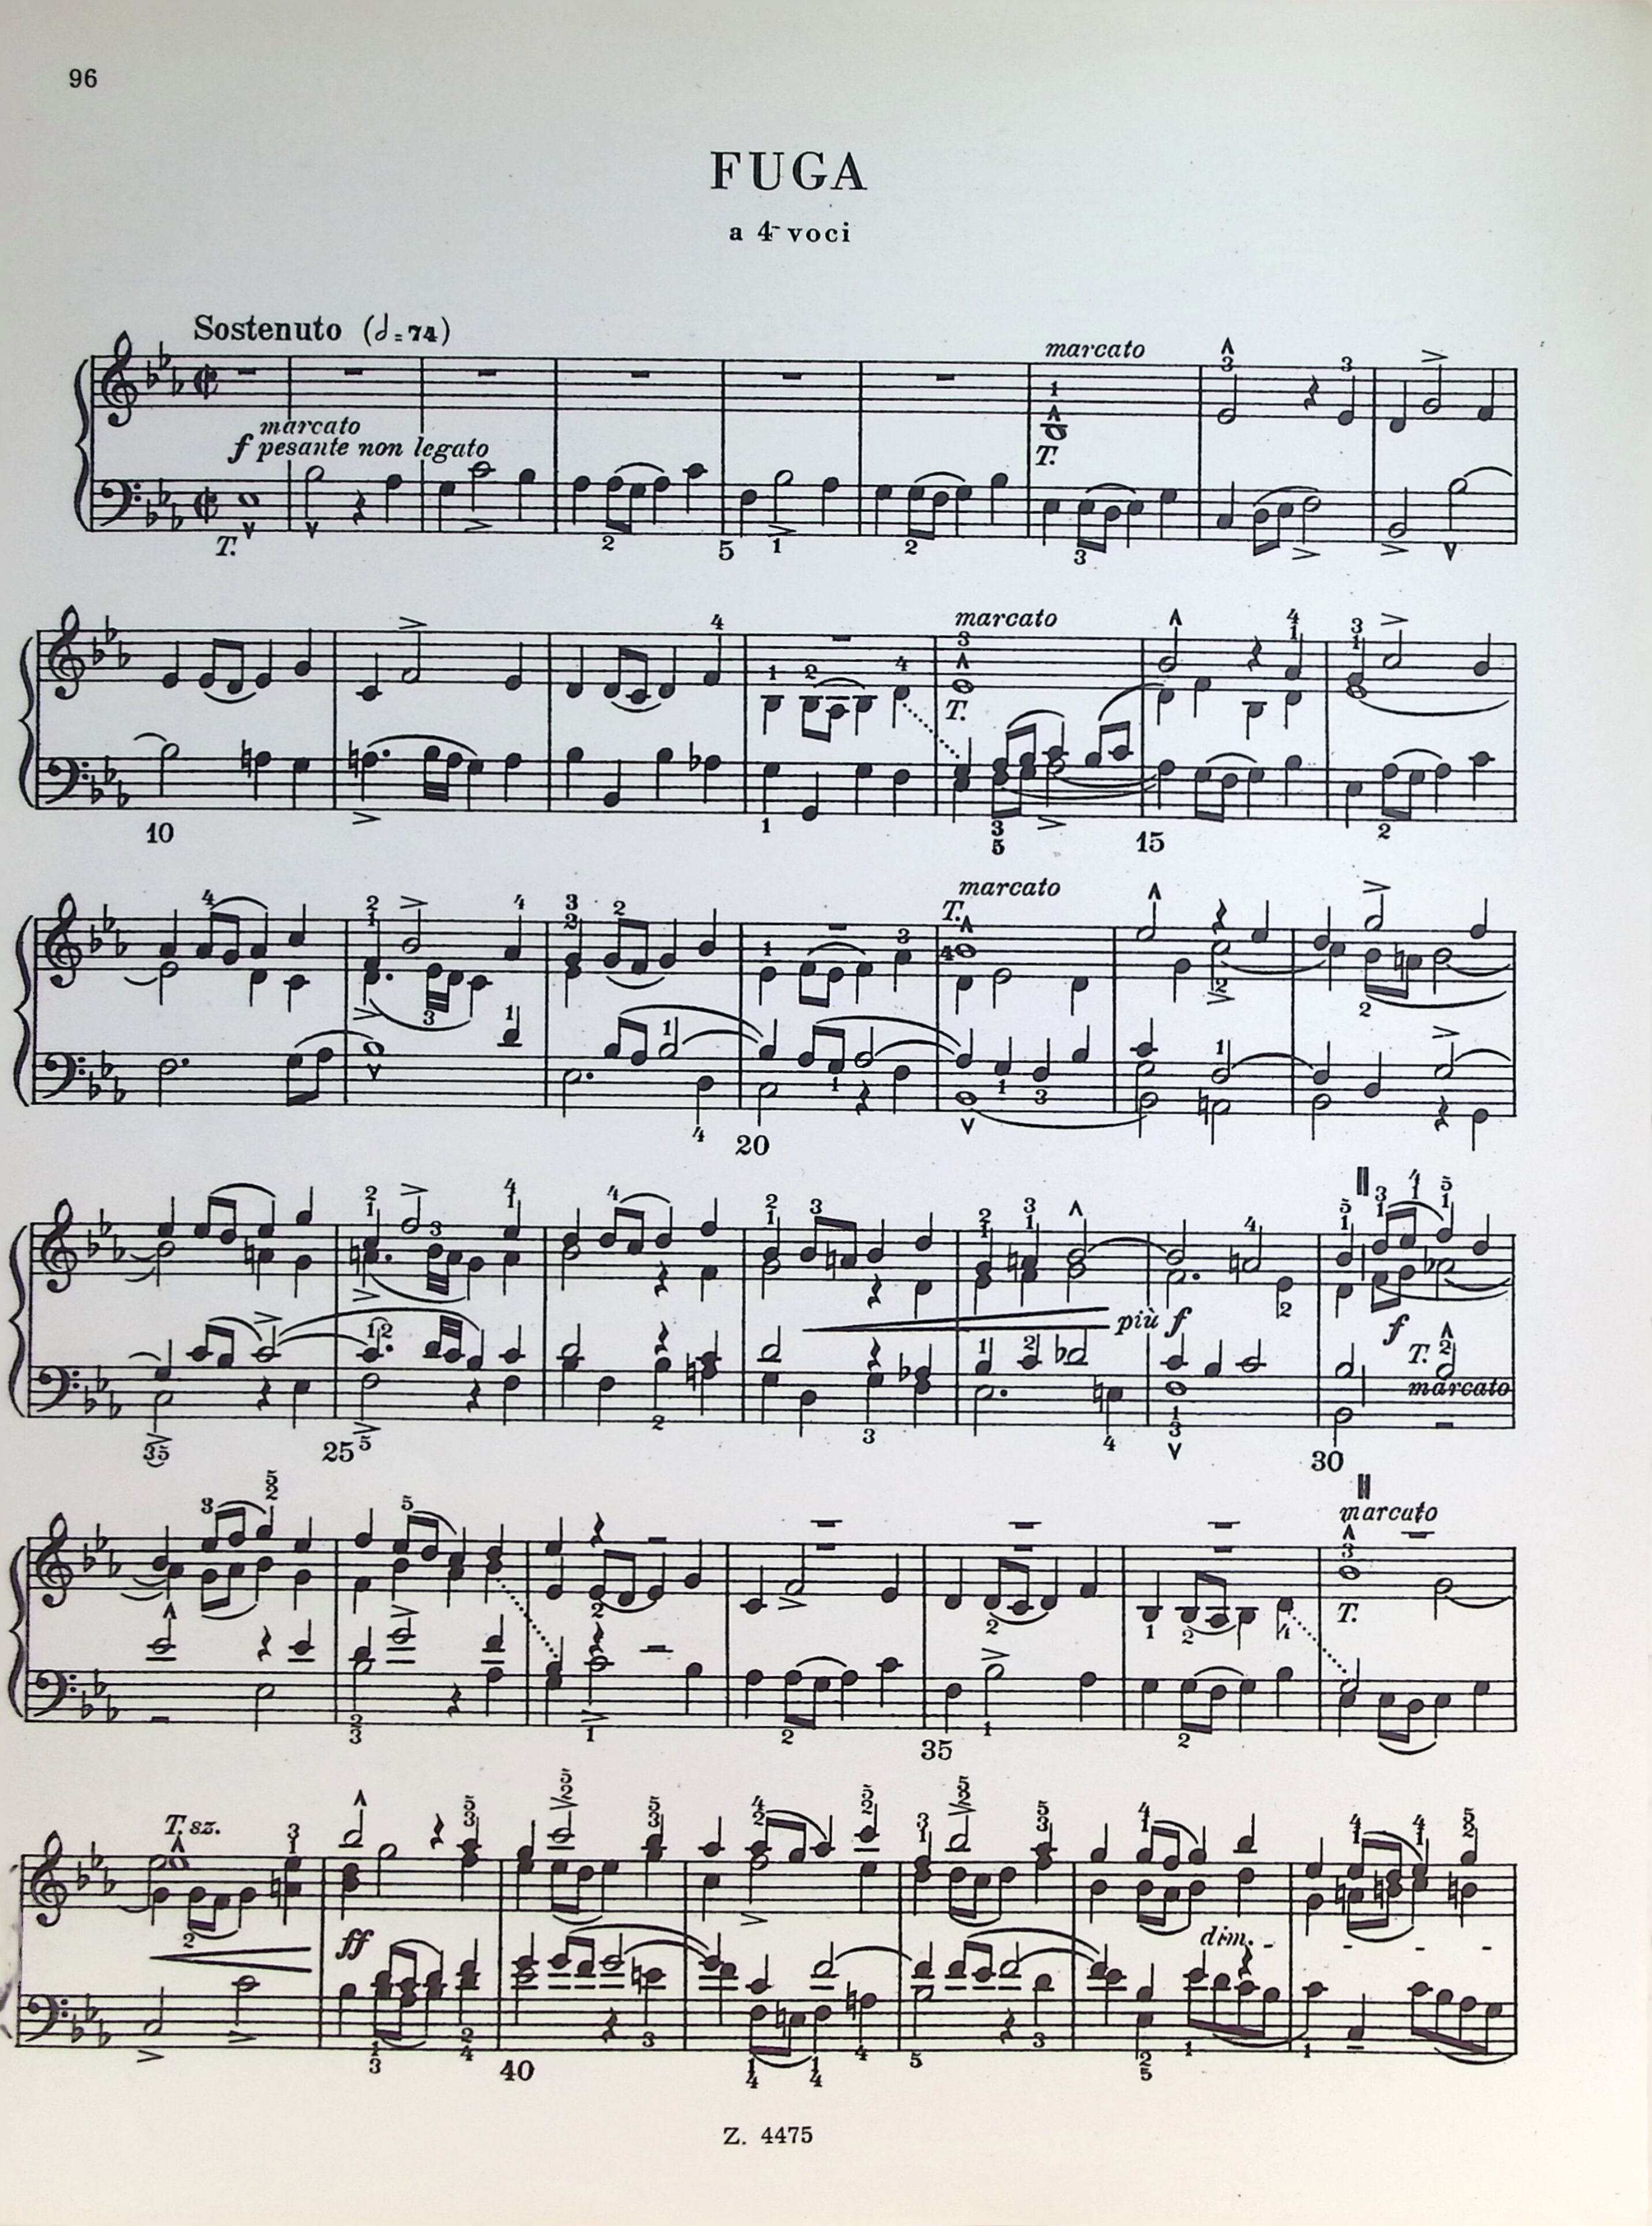 96
FUGA
a 4 voci
Sostenuto (𝅗𝅥=74)
marcato
marcato
f pesante non legato
T.
T.
5
marcato
T.
10
15
marcato
T.
20
più f
f
T.
marcato
25
30
marcato
T.
35
T. sz.
ff
dim. - - - -
40
Z. 4475